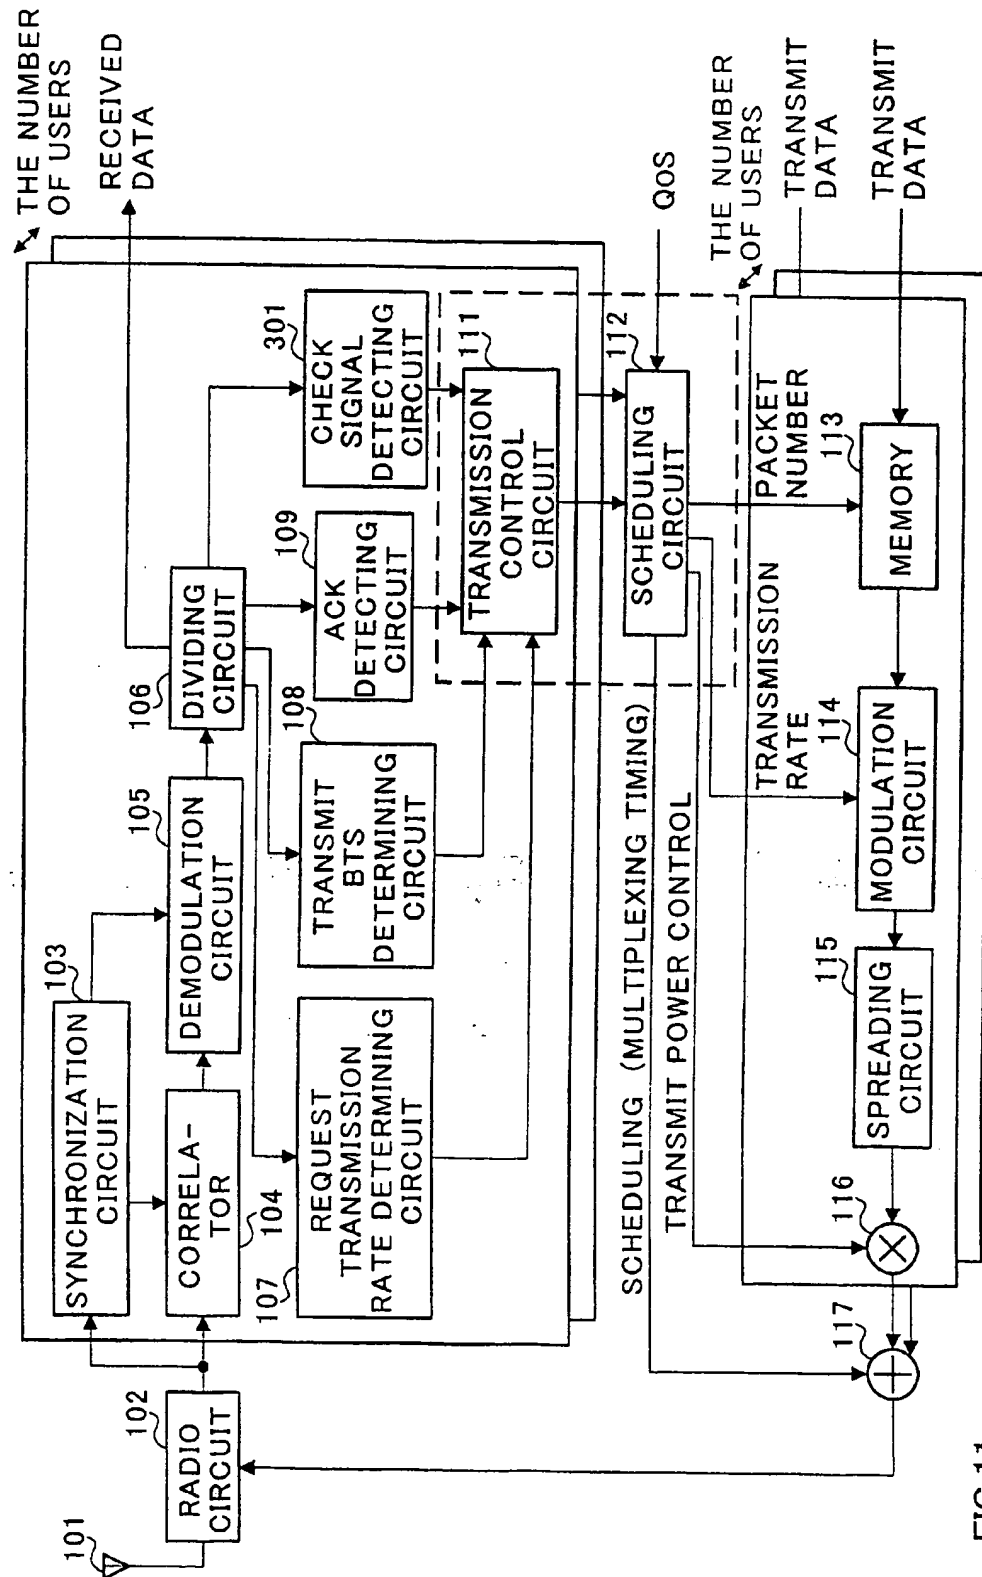 THE NUMBER
OF USERS
RECEIVED
DATA
101
102
RADIO
CIRCUIT
103
SYNCHRONIZATION
CIRCUIT
CORRELA-
TOR
104
105
DEMODULATION
CIRCUIT
106
DIVIDING
CIRCUIT
107
REQUEST
TRANSMISSION
RATE DETERMINING
CIRCUIT
108
TRANSMIT
BTS
DETERMINING
CIRCUIT
109
ACK
DETECTING
CIRCUIT
301
CHECK
SIGNAL
DETECTING
CIRCUIT
111
TRANSMISSION
CONTROL
CIRCUIT
112
SCHEDULING
CIRCUIT
QOS
SCHEDULING (MULTIPLEXING TIMING)
TRANSMIT POWER CONTROL
THE NUMBER
OF USERS
TRANSMIT
DATA
TRANSMIT
DATA
TRANSMISSION
RATE
PACKET
NUMBER
113
MEMORY
114
MODULATION
CIRCUIT
115
SPREADING
CIRCUIT
116
117
FIG.11